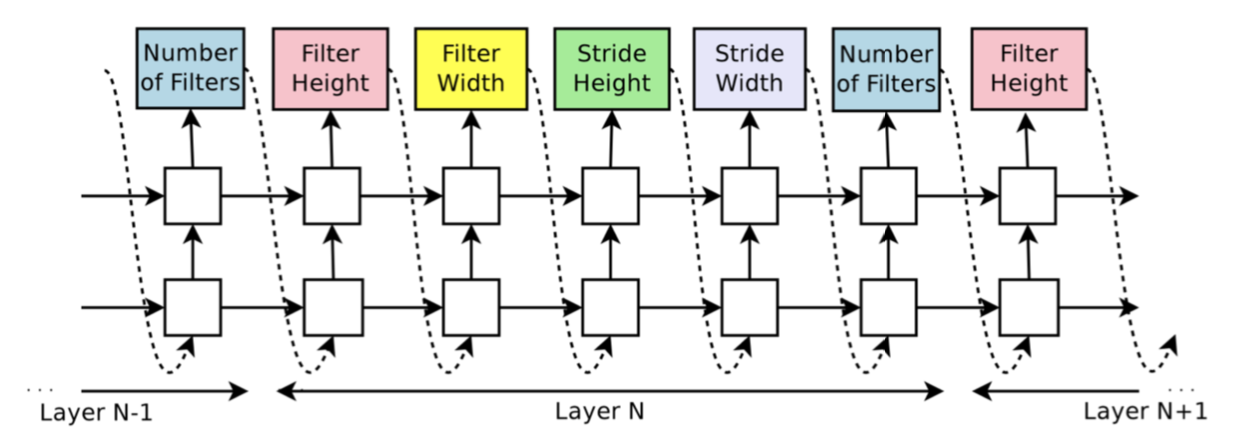 Number
of Filters
Filter
Height
Filter
Width
Stride
Height
Stride
Width
Number
of Filters
Filter
Height
. . .
Layer N-1
Layer N
. . .
Layer N+1